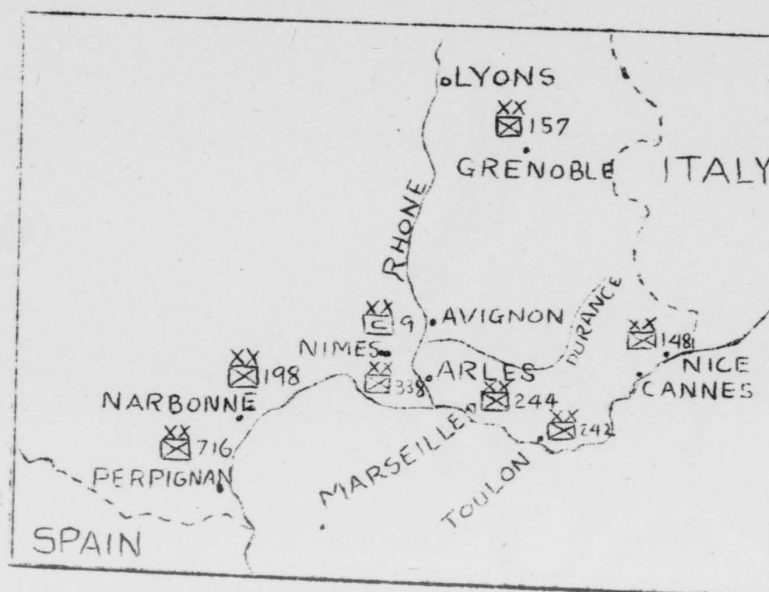 LYONS
XX
157
GRENOBLE
ITALY
RHONE
XX
E 9
AVIGNON
DURANCE
NIMES
XX
148
NICE
CANNES
XX
198
XX
338
ARLES
XX
244
NARBONNE
XX
716
MARSEILLE
XX
242
TOULON
PERPIGNAN
SPAIN